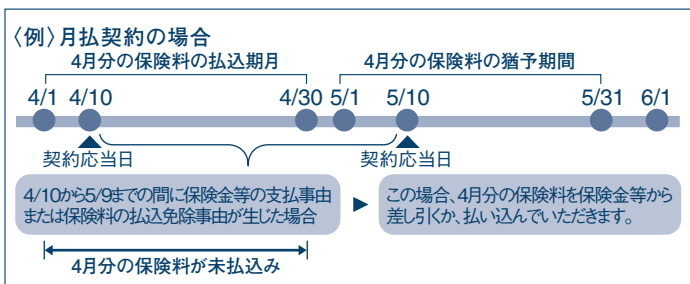 〈例〉月払契約の場合
4月分の保険料の払込期月
4月分の保険料の猶予期間
4/1 4/10 4/30 5/1 5/10 5/31 6/1
契約応当日
契約応当日
4/10から5/9までの間に保険金等の支払事由
または保険料の払込免除事由が生じた場合
この場合、4月分の保険料を保険金等から
差し引くか、払い込んでいただきます。
4月分の保険料が未払込み